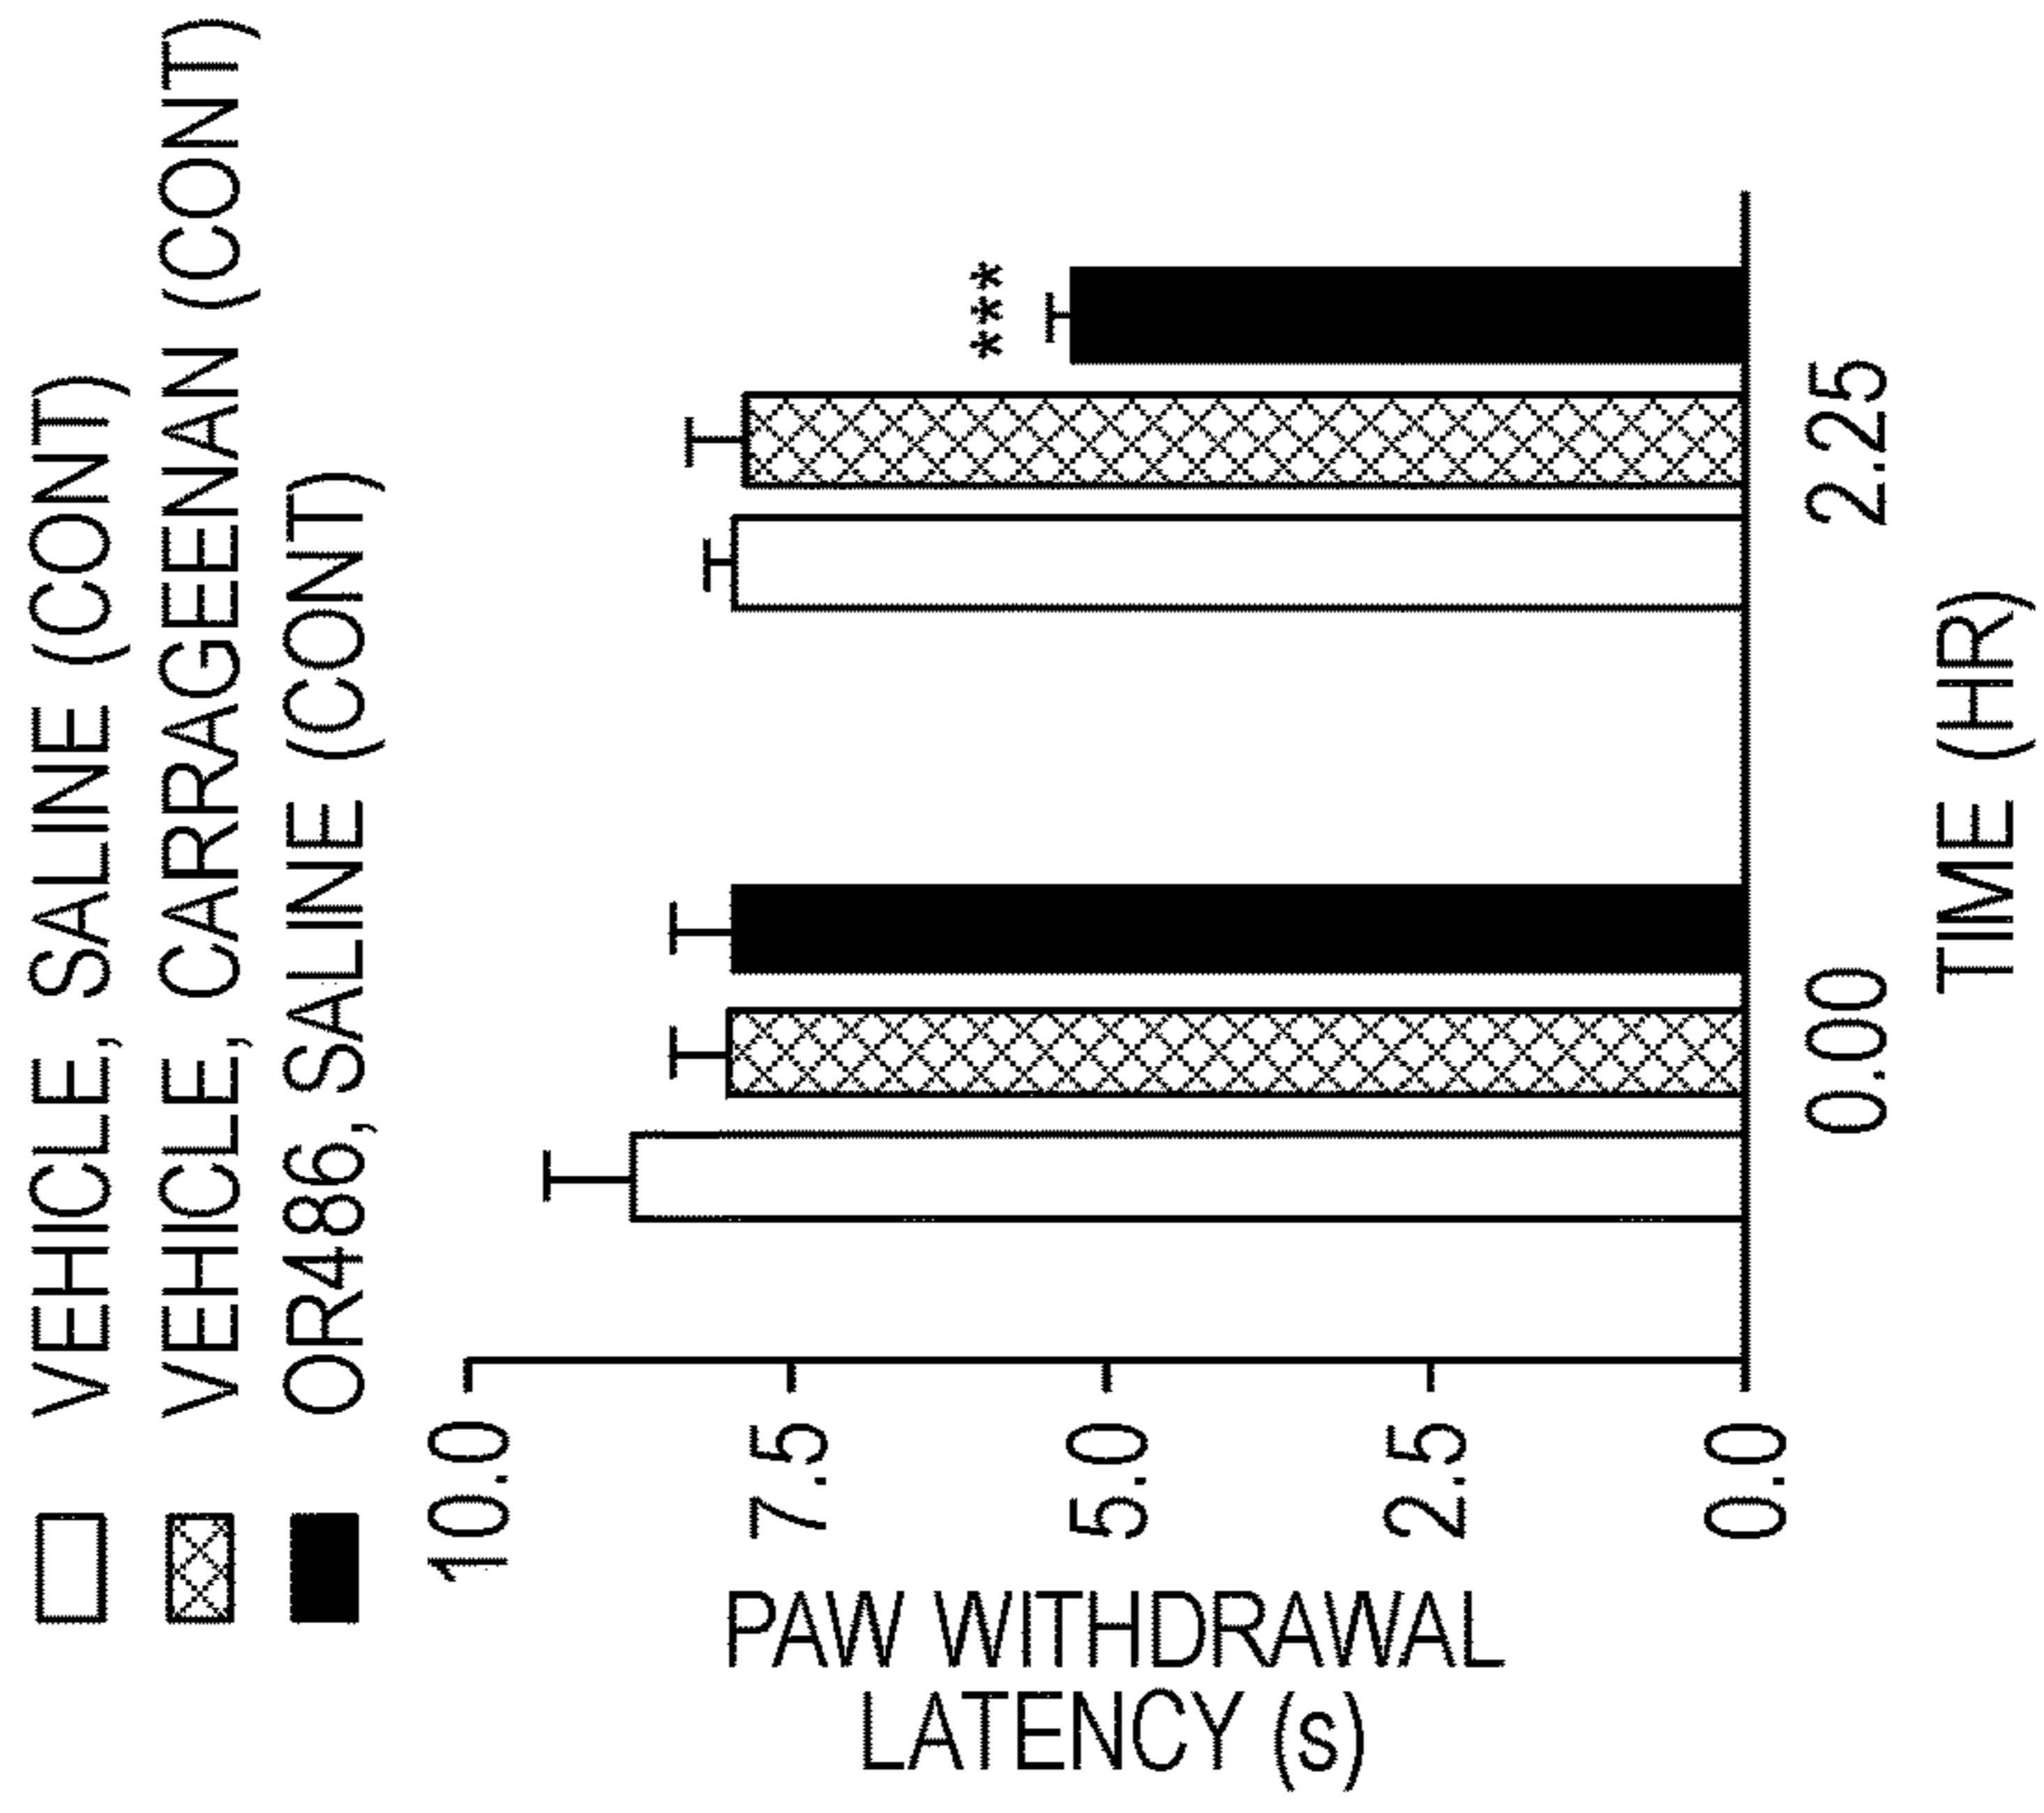 VEHICLE, SALINE (CONT)
VEHICLE, CARRAGEENAN (CONT)
OR486, SALINE (CONT)
10.0
7.5
5.0
2.5
0.0
PAW WITHDRAWAL
LATENCY (s)
***
0.00
2.25
TIME (HR)